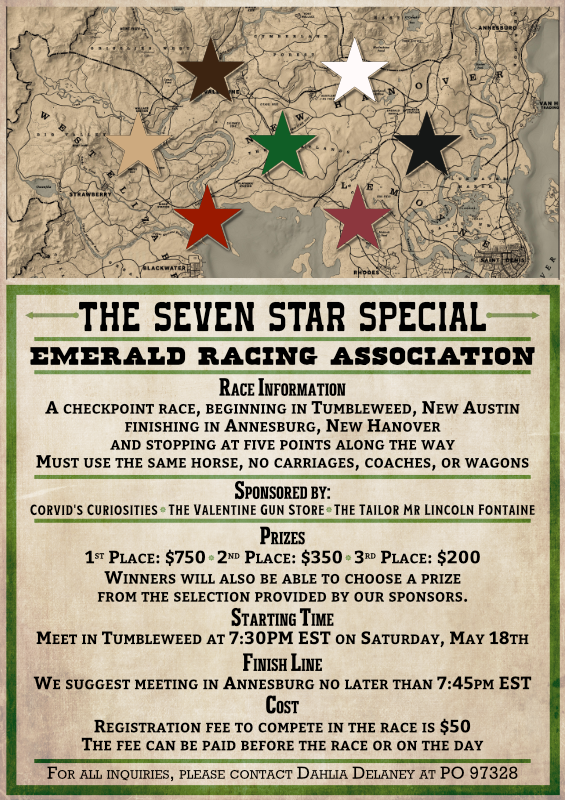 ANNESBURG
CUMBERLAND
FOREST
NEW HANOVER
VAN H
TRADING
WEST ELIZA
STRAWBERRY
LEMOYNE
BLACKWATER
RHODES
SAINT DENIS
THE SEVEN STAR SPECIAL
EMERALD RACING ASSOCIATION
RACE INFORMATION
A CHECKPOINT RACE, BEGINNING IN TUMBLEWEED, NEW AUSTIN
FINISHING IN ANNESBURG, NEW HANOVER
AND STOPPING AT FIVE POINTS ALONG THE WAY
MUST USE THE SAME HORSE, NO CARRIAGES, COACHES, OR WAGONS
SPONSORED BY:
CORVID'S CURIOSITIES • THE VALENTINE GUN STORE • THE TAILOR MR LINCOLN FONTAINE
PRIZES
1ST PLACE: $750 • 2ND PLACE: $350 • 3RD PLACE: $200
WINNERS WILL ALSO BE ABLE TO CHOOSE A PRIZE
FROM THE SELECTION PROVIDED BY OUR SPONSORS.
STARTING TIME
MEET IN TUMBLEWEED AT 7:30PM EST ON SATURDAY, MAY 18TH
FINISH LINE
WE SUGGEST MEETING IN ANNESBURG NO LATER THAN 7:45PM EST
COST
REGISTRATION FEE TO COMPETE IN THE RACE IS $50
THE FEE CAN BE PAID BEFORE THE RACE OR ON THE DAY
FOR ALL INQUIRIES, PLEASE CONTACT DAHLIA DELANEY AT PO 97328